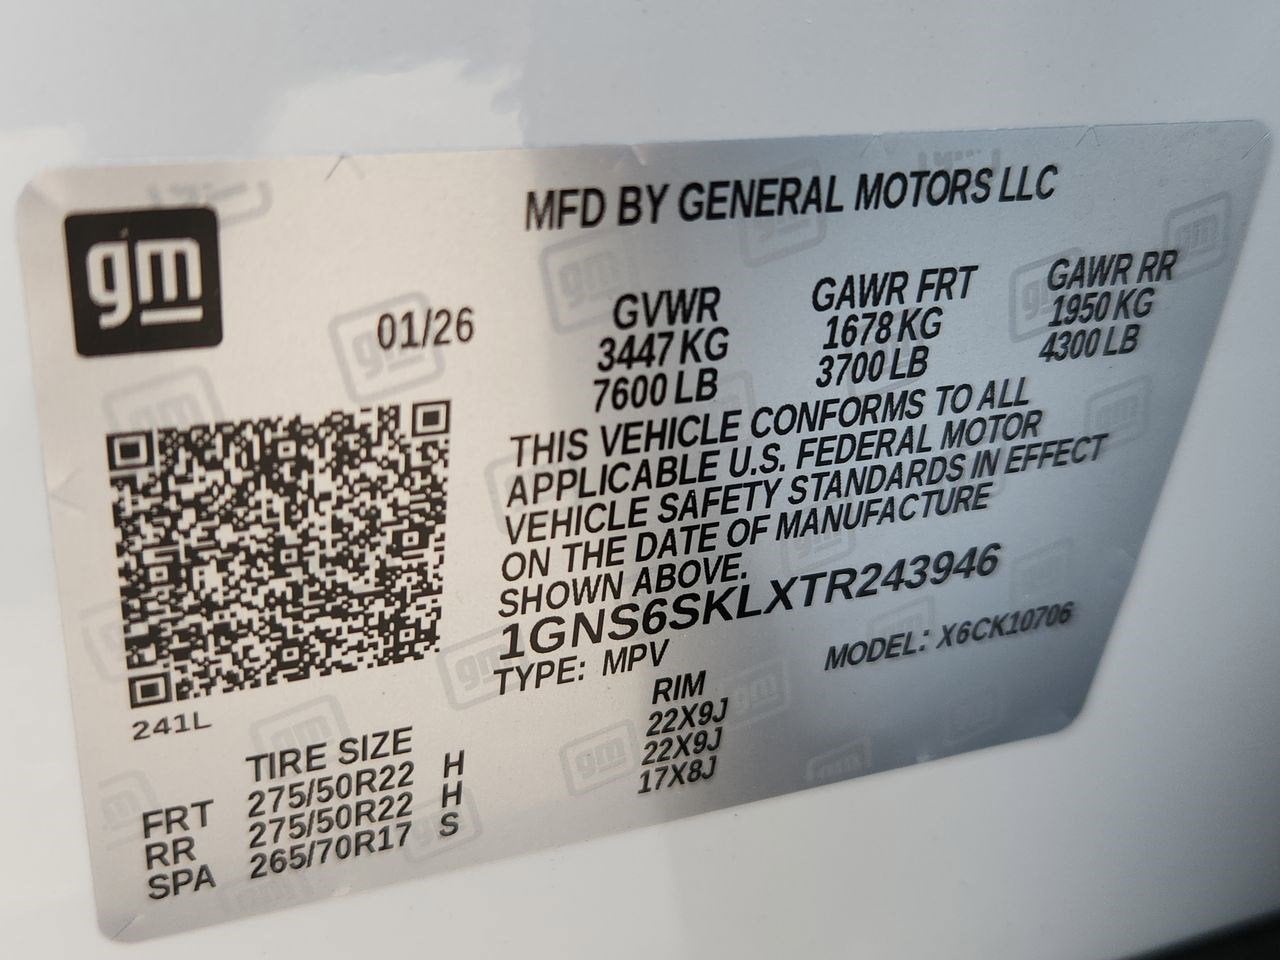 gm
MFD BY GENERAL MOTORS LLC
01/26
GVWR GAWR FRT GAWR RR
3447 KG 1678 KG 1950 KG
7600 LB 3700 LB 4300 LB
THIS VEHICLE CONFORMS TO ALL
APPLICABLE U.S. FEDERAL MOTOR
VEHICLE SAFETY STANDARDS IN EFFECT
ON THE DATE OF MANUFACTURE
SHOWN ABOVE.
1GNS6SKLXTR243946
TYPE: MPV MODEL: X6CK10706
241L
TIRE SIZE RIM
FRT 275/50R22 H 22X9J
RR 275/50R22 H 22X9J
SPA 265/70R17 S 17X8J